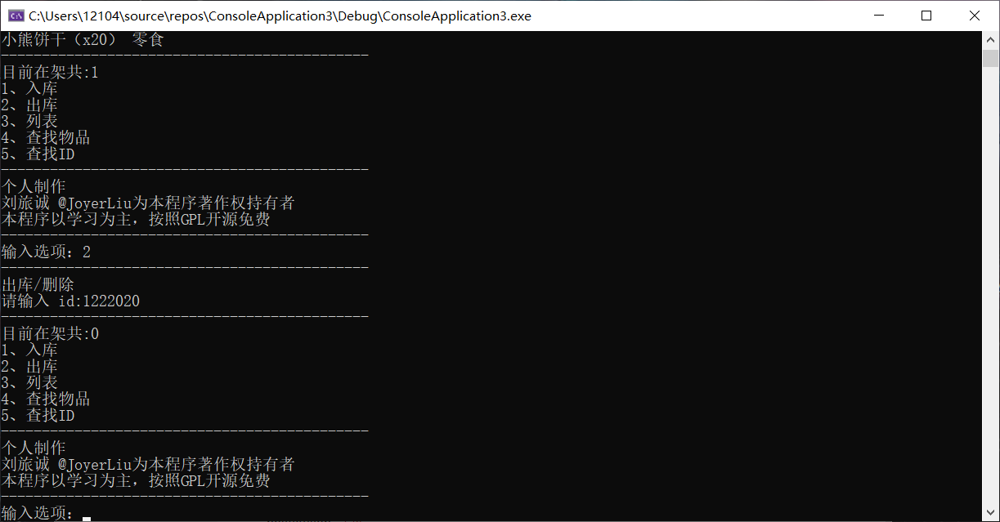 C:\Users\12104\source\repos\ConsoleApplication3\Debug\ConsoleApplication3.exe
小熊饼干（x20） 零食
---------------------------------------------
目前在架共:1
1、入库
2、出库
3、列表
4、查找物品
5、查找ID
---------------------------------------------
个人制作
刘旅诚 @JoyerLiu为本程序著作权持有者
本程序以学习为主，按照GPL开源免费
---------------------------------------------
输入选项：2
---------------------------------------------
出库/删除
请输入 id:1222020
---------------------------------------------
目前在架共:0
1、入库
2、出库
3、列表
4、查找物品
5、查找ID
---------------------------------------------
个人制作
刘旅诚 @JoyerLiu为本程序著作权持有者
本程序以学习为主，按照GPL开源免费
---------------------------------------------
输入选项：